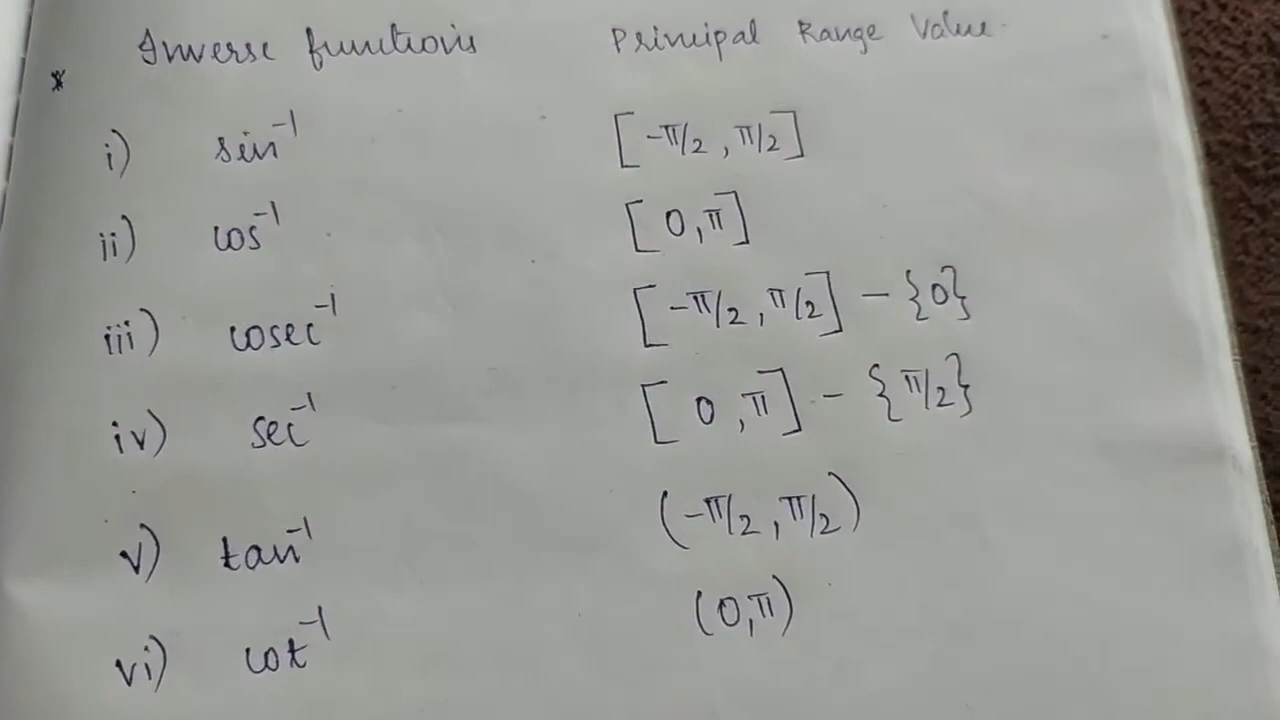 Inverse functions Principal Range Value.
*
i) sin⁻¹ [-π/2, π/2]
ii) cos⁻¹ [0, π]
iii) cosec⁻¹ [-π/2, π/2] - {0}
iv) sec⁻¹ [0, π] - {π/2}
v) tan⁻¹ (-π/2, π/2)
vi) cot⁻¹ (0, π)